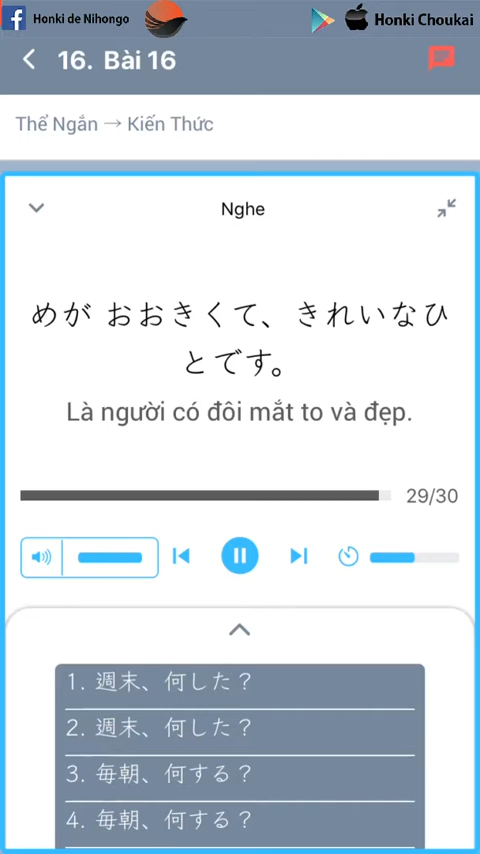 Honki de Nihongo
Honki Choukai
16. Bài 16
Thể Ngắn → Kiến Thức
Nghe
めが おおきくて、きれいなひ
とです。
Là người có đôi mắt to và đẹp.
29/30
1. 週末、何した？
2. 週末、何した？
3. 毎朝、何する？
4. 毎朝、何する？